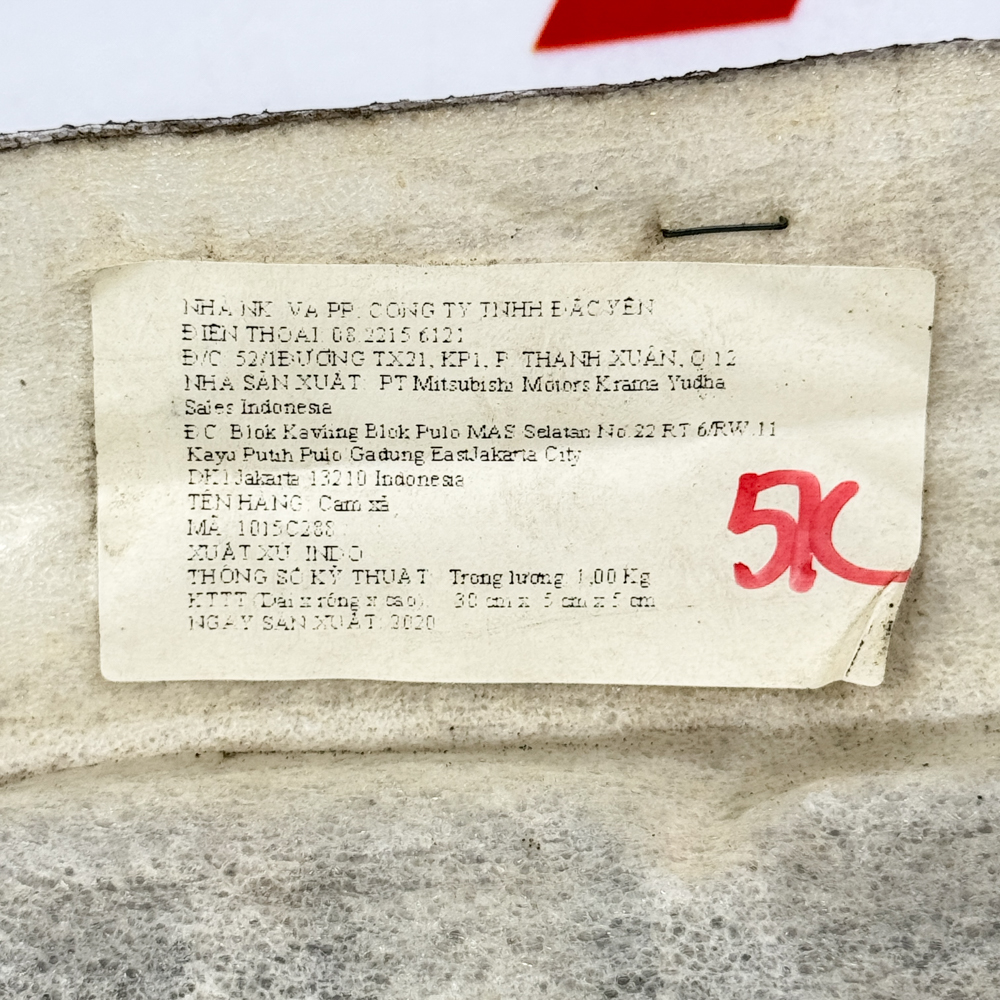 NHÀ NK VÀ PP: CÔNG TY TNHH ĐẮC YẾN
ĐIỆN THOẠI: 08.2215 6121
Đ/C: 52/1ĐƯỜNG TX21, KP1, P. THẠNH XUÂN, Q.12
NHÀ SẢN XUẤT: PT Mitsubishi Motors Krama Yudha
Sales Indonesia
ĐC: Blok Kavling Blok Pulo MAS Selatan No.22 RT 6/RW.11
Kayu Putih Pulo Gadung EastJakarta City
DKI Jakarta 13210 Indonesia
TÊN HÀNG: Cam xả
MÃ: 1015C288
XUẤT XỨ: INDO
THÔNG SỐ KỸ THUẬT: Trọng lượng: 1,00 Kg
KTTT (Dài x rộng x cao): 30 cm x 5 cm x 5 cm
NGÀY SẢN XUẤT: 2020
5K